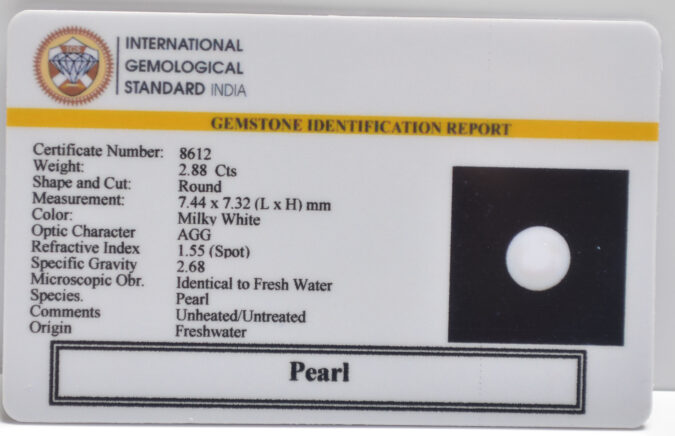 INTERNATIONAL
GEMOLOGICAL
STANDARD INDIA
GEMSTONE IDENTIFICATION REPORT
Certificate Number: 8612
Weight: 2.88 Cts
Shape and Cut: Round
Measurement: 7.44 x 7.32 (L x H) mm
Color: Milky White
Optic Character AGG
Refractive Index 1.55 (Spot)
Specific Gravity 2.68
Microscopic Obr. Identical to Fresh Water
Species. Pearl
Comments Unheated/Untreated
Origin Freshwater
Pearl